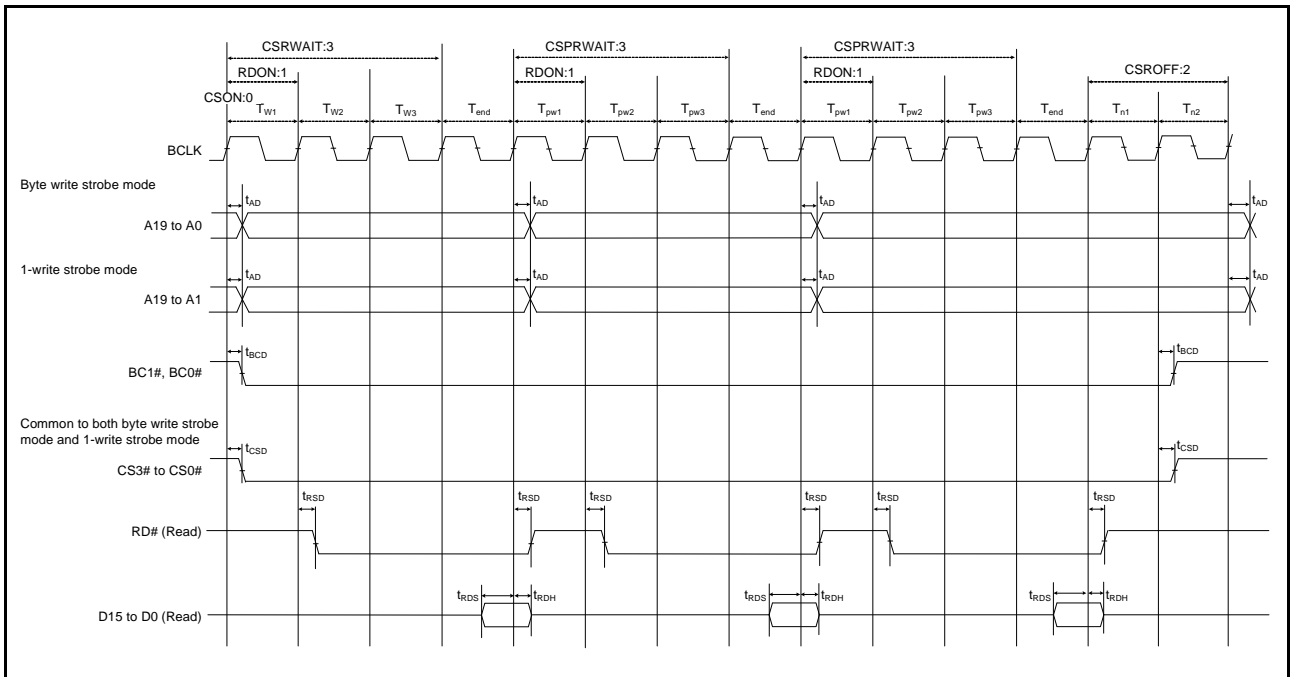 CSRWAIT:3 CSPRWAIT:3 CSPRWAIT:3
RDON:1 RDON:1 RDON:1 CSROFF:2
CSON:0
TW1 TW2 TW3 Tend Tpw1 Tpw2 Tpw3 Tend Tpw1 Tpw2 Tpw3 Tend Tn1 Tn2
BCLK
Byte write strobe mode
tAD tAD tAD tAD
A19 to A0
1-write strobe mode
tAD tAD tAD tAD
A19 to A1
tBCD tBCD
BC1#, BC0#
Common to both byte write strobe
mode and 1-write strobe mode
tCSD tCSD
CS3# to CS0#
tRSD tRSD tRSD tRSD tRSD tRSD
RD# (Read)
tRDS tRDH tRDS tRDH tRDS tRDH
D15 to D0 (Read)